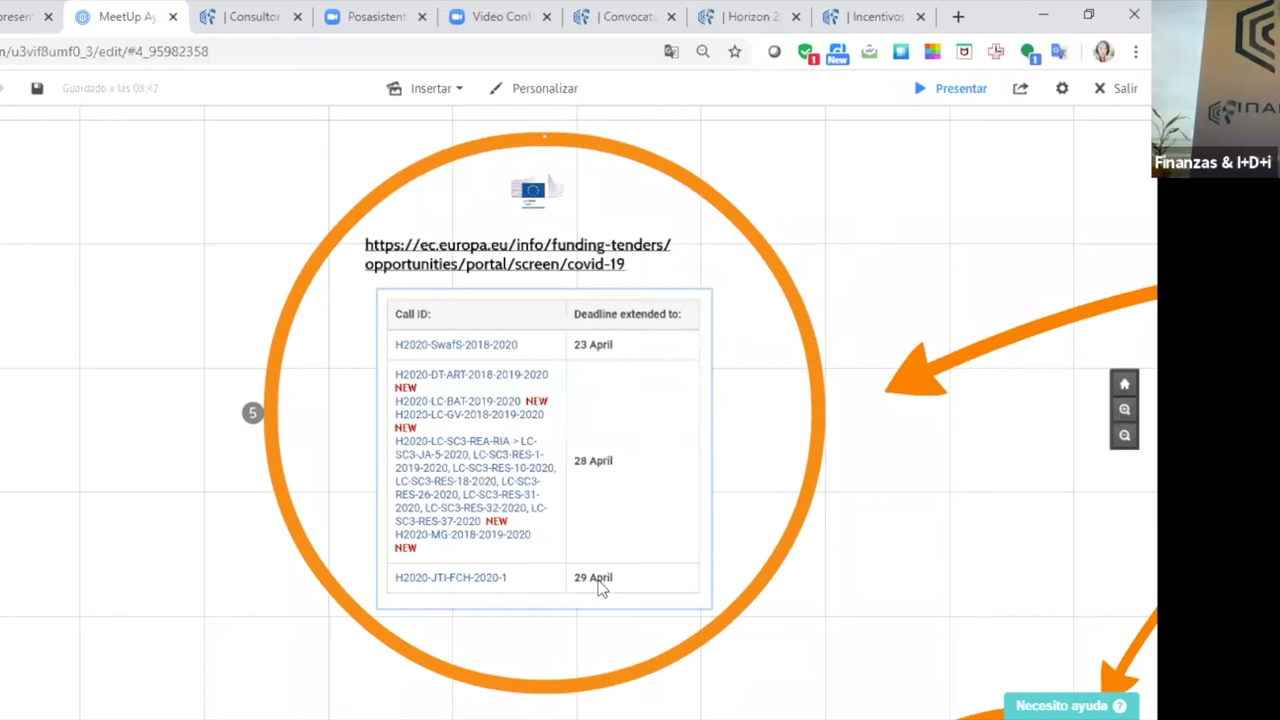 MeetUp Ay
| Consultor
Posasistent
Video Conf
| Convocat
| Horizon 2
| Incentivos
n/u3vif8umf0_3/edit/#4_95982358
1
New
1
Guardado a las 08:42
Insertar
Personalizar
Presentar
Salir
Finanzas & I+D+i
https://ec.europa.eu/info/funding-tenders/
opportunities/portal/screen/covid-19
Call ID:
Deadline extended to:
H2020-SwafS-2018-2020
23 April
H2020-DT-ART-2018-2019-2020
NEW
H2020-LC-BAT-2019-2020 NEW
H2020-LC-GV-2018-2019-2020
NEW
H2020-LC-SC3-REA-RIA > LC-
SC3-JA-5-2020, LC-SC3-RES-1-
2019-2020, LC-SC3-RES-10-2020,
LC-SC3-RES-18-2020, LC-SC3-
RES-26-2020, LC-SC3-RES-31-
2020, LC-SC3-RES-32-2020, LC-
SC3-RES-37-2020 NEW
H2020-MG-2018-2019-2020
NEW
28 April
H2020-JTI-FCH-2020-1
29 April
5
Necesito ayuda ?